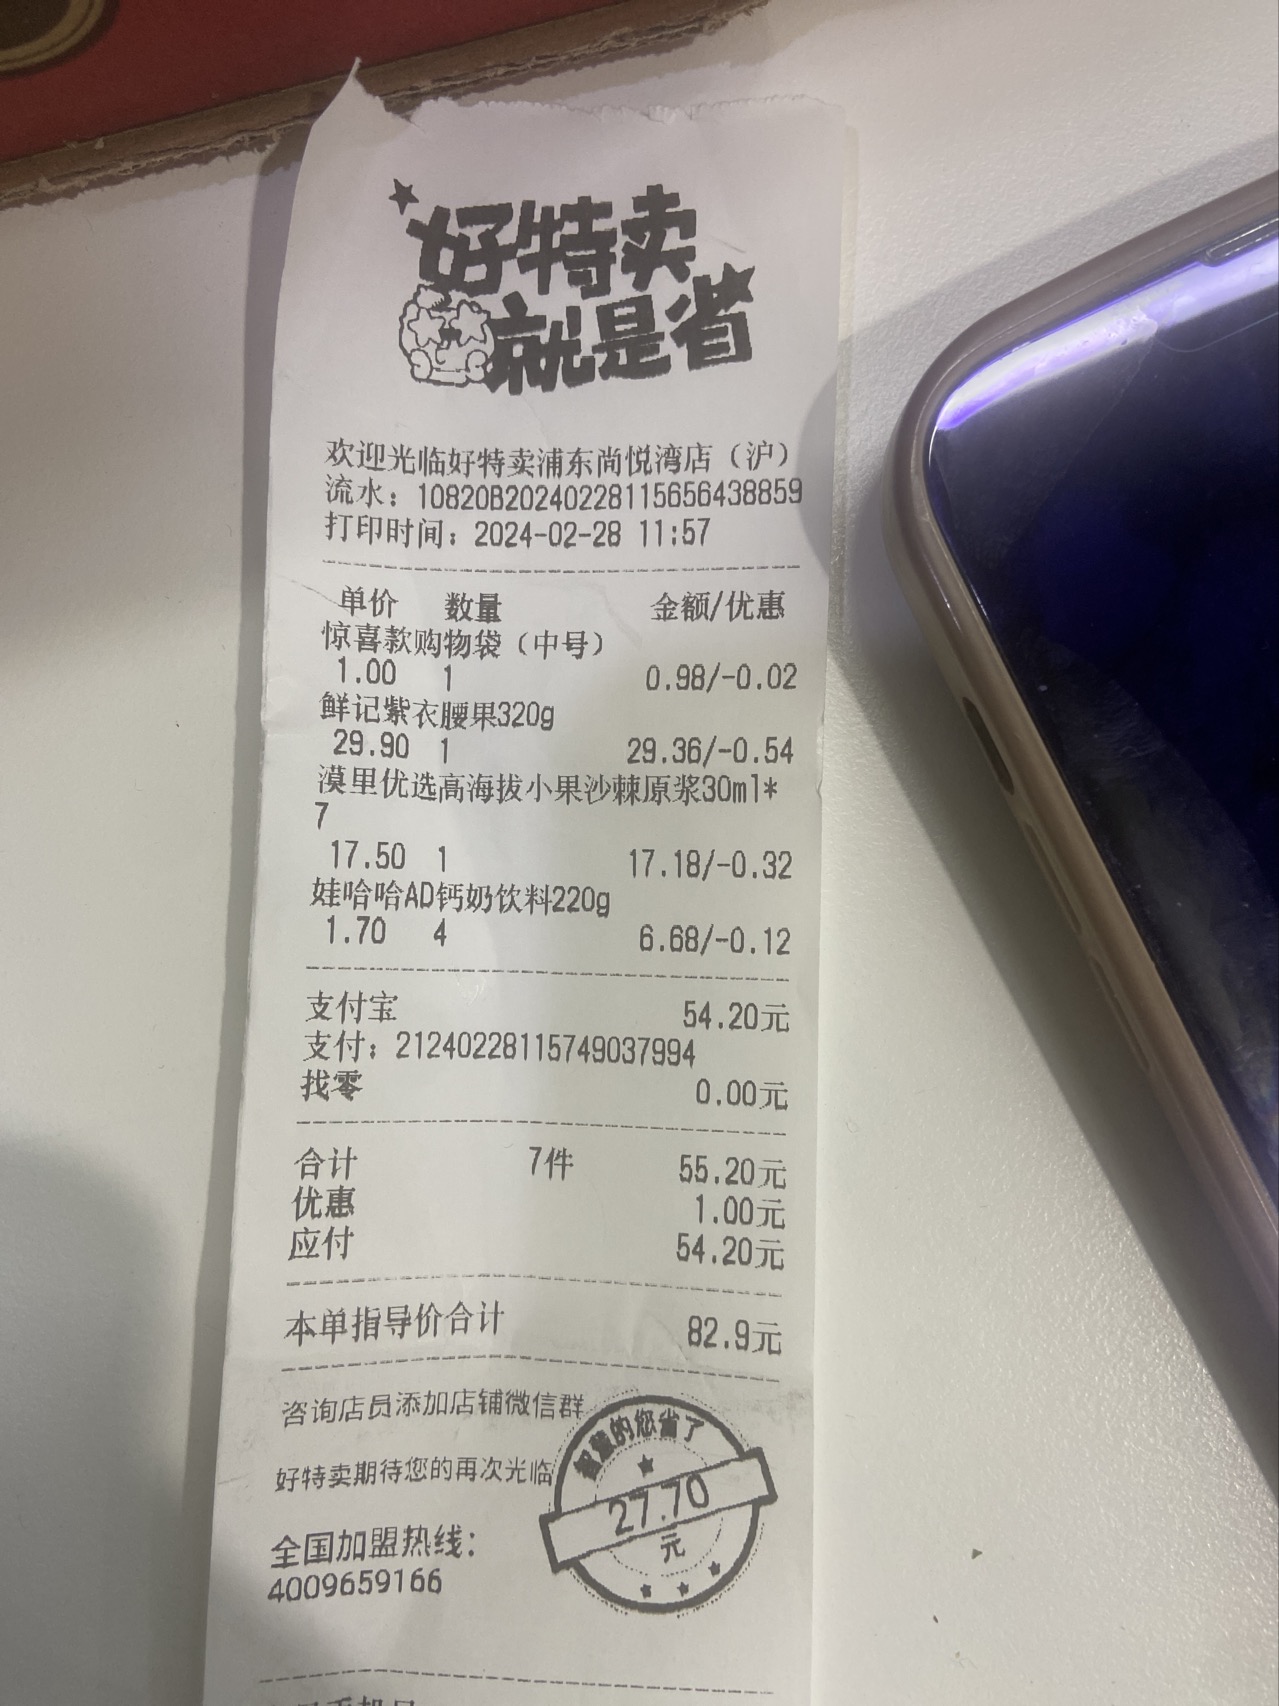 好特卖
就是省
欢迎光临好特卖浦东尚悦湾店（沪）
流水：10820B20240228115656438859
打印时间：2024-02-28 11:57
单价 数量 金额/优惠
惊喜款购物袋（中号）
1.00 1 0.98/-0.02
鲜记紫衣腰果320g
29.90 1 29.36/-0.54
漠里优选高海拔小果沙棘原浆30ml*
7
17.50 1 17.18/-0.32
娃哈哈AD钙奶饮料220g
1.70 4 6.68/-0.12
支付宝 54.20元
支付：21240228115749037994
找零 0.00元
合计 7件 55.20元
优惠 1.00元
应付 54.20元
本单指导价合计 82.9元
咨询店员添加店铺微信群
好特卖期待您的再次光临
智慧的您省了
27.70
元
全国加盟热线：
4009659166